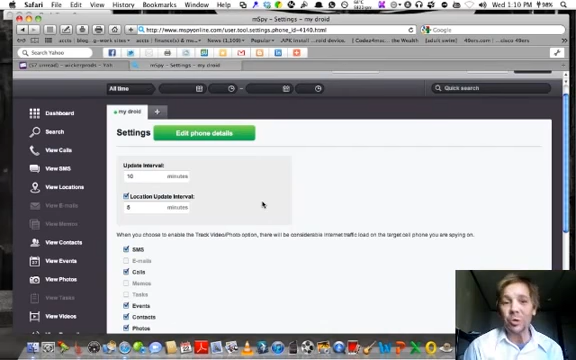 Safari File Edit View History Bookmarks Window Help
Wed 1:10 PM 98%
mSpy - Settings - my droid
http://www.mspyonline.com/user.tool.settings.phone_id-4140.html
Google
Search Yahoo
mSpy - Settings - my droid
All time
Quick search
my droid +
Dashboard
Search
View Calls
View SMS
View Locations
View E-mails
View Memos
View Contacts
View Events
View Photos
View Tasks
View Videos
Settings Edit phone details
Update Interval:
10 minutes
Location Update Interval:
5 minutes
When you choose to enable the Track Video/Photo option, there will be considerable Internet traffic load on the target cell phone you are spying on.
SMS
E-mails
Calls
Memos
Tasks
Events
Contacts
Photos